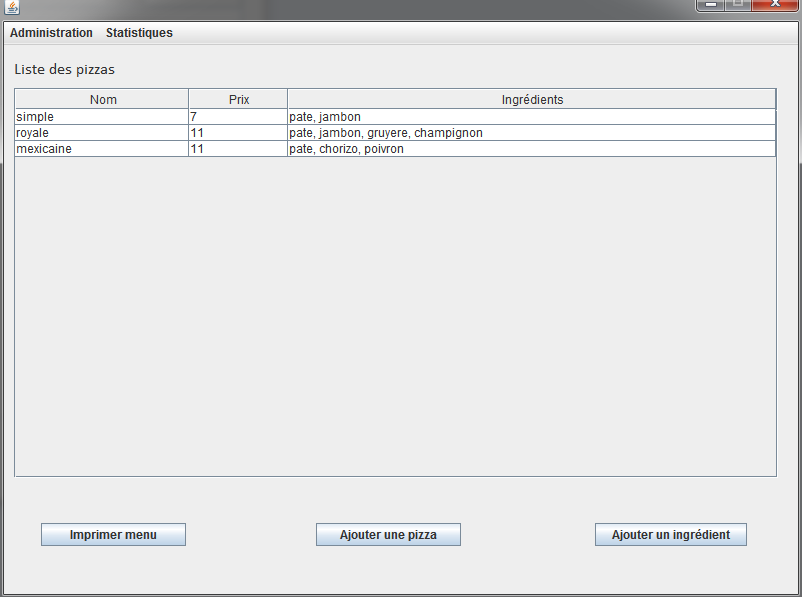 Administration Statistiques
Liste des pizzas
Nom Prix Ingrédients
simple 7 pate, jambon
royale 11 pate, jambon, gruyere, champignon
mexicaine 11 pate, chorizo, poivron
Imprimer menu Ajouter une pizza Ajouter un ingrédient